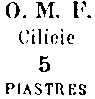 O. M. F.
Cilicie
5
PIASTRES